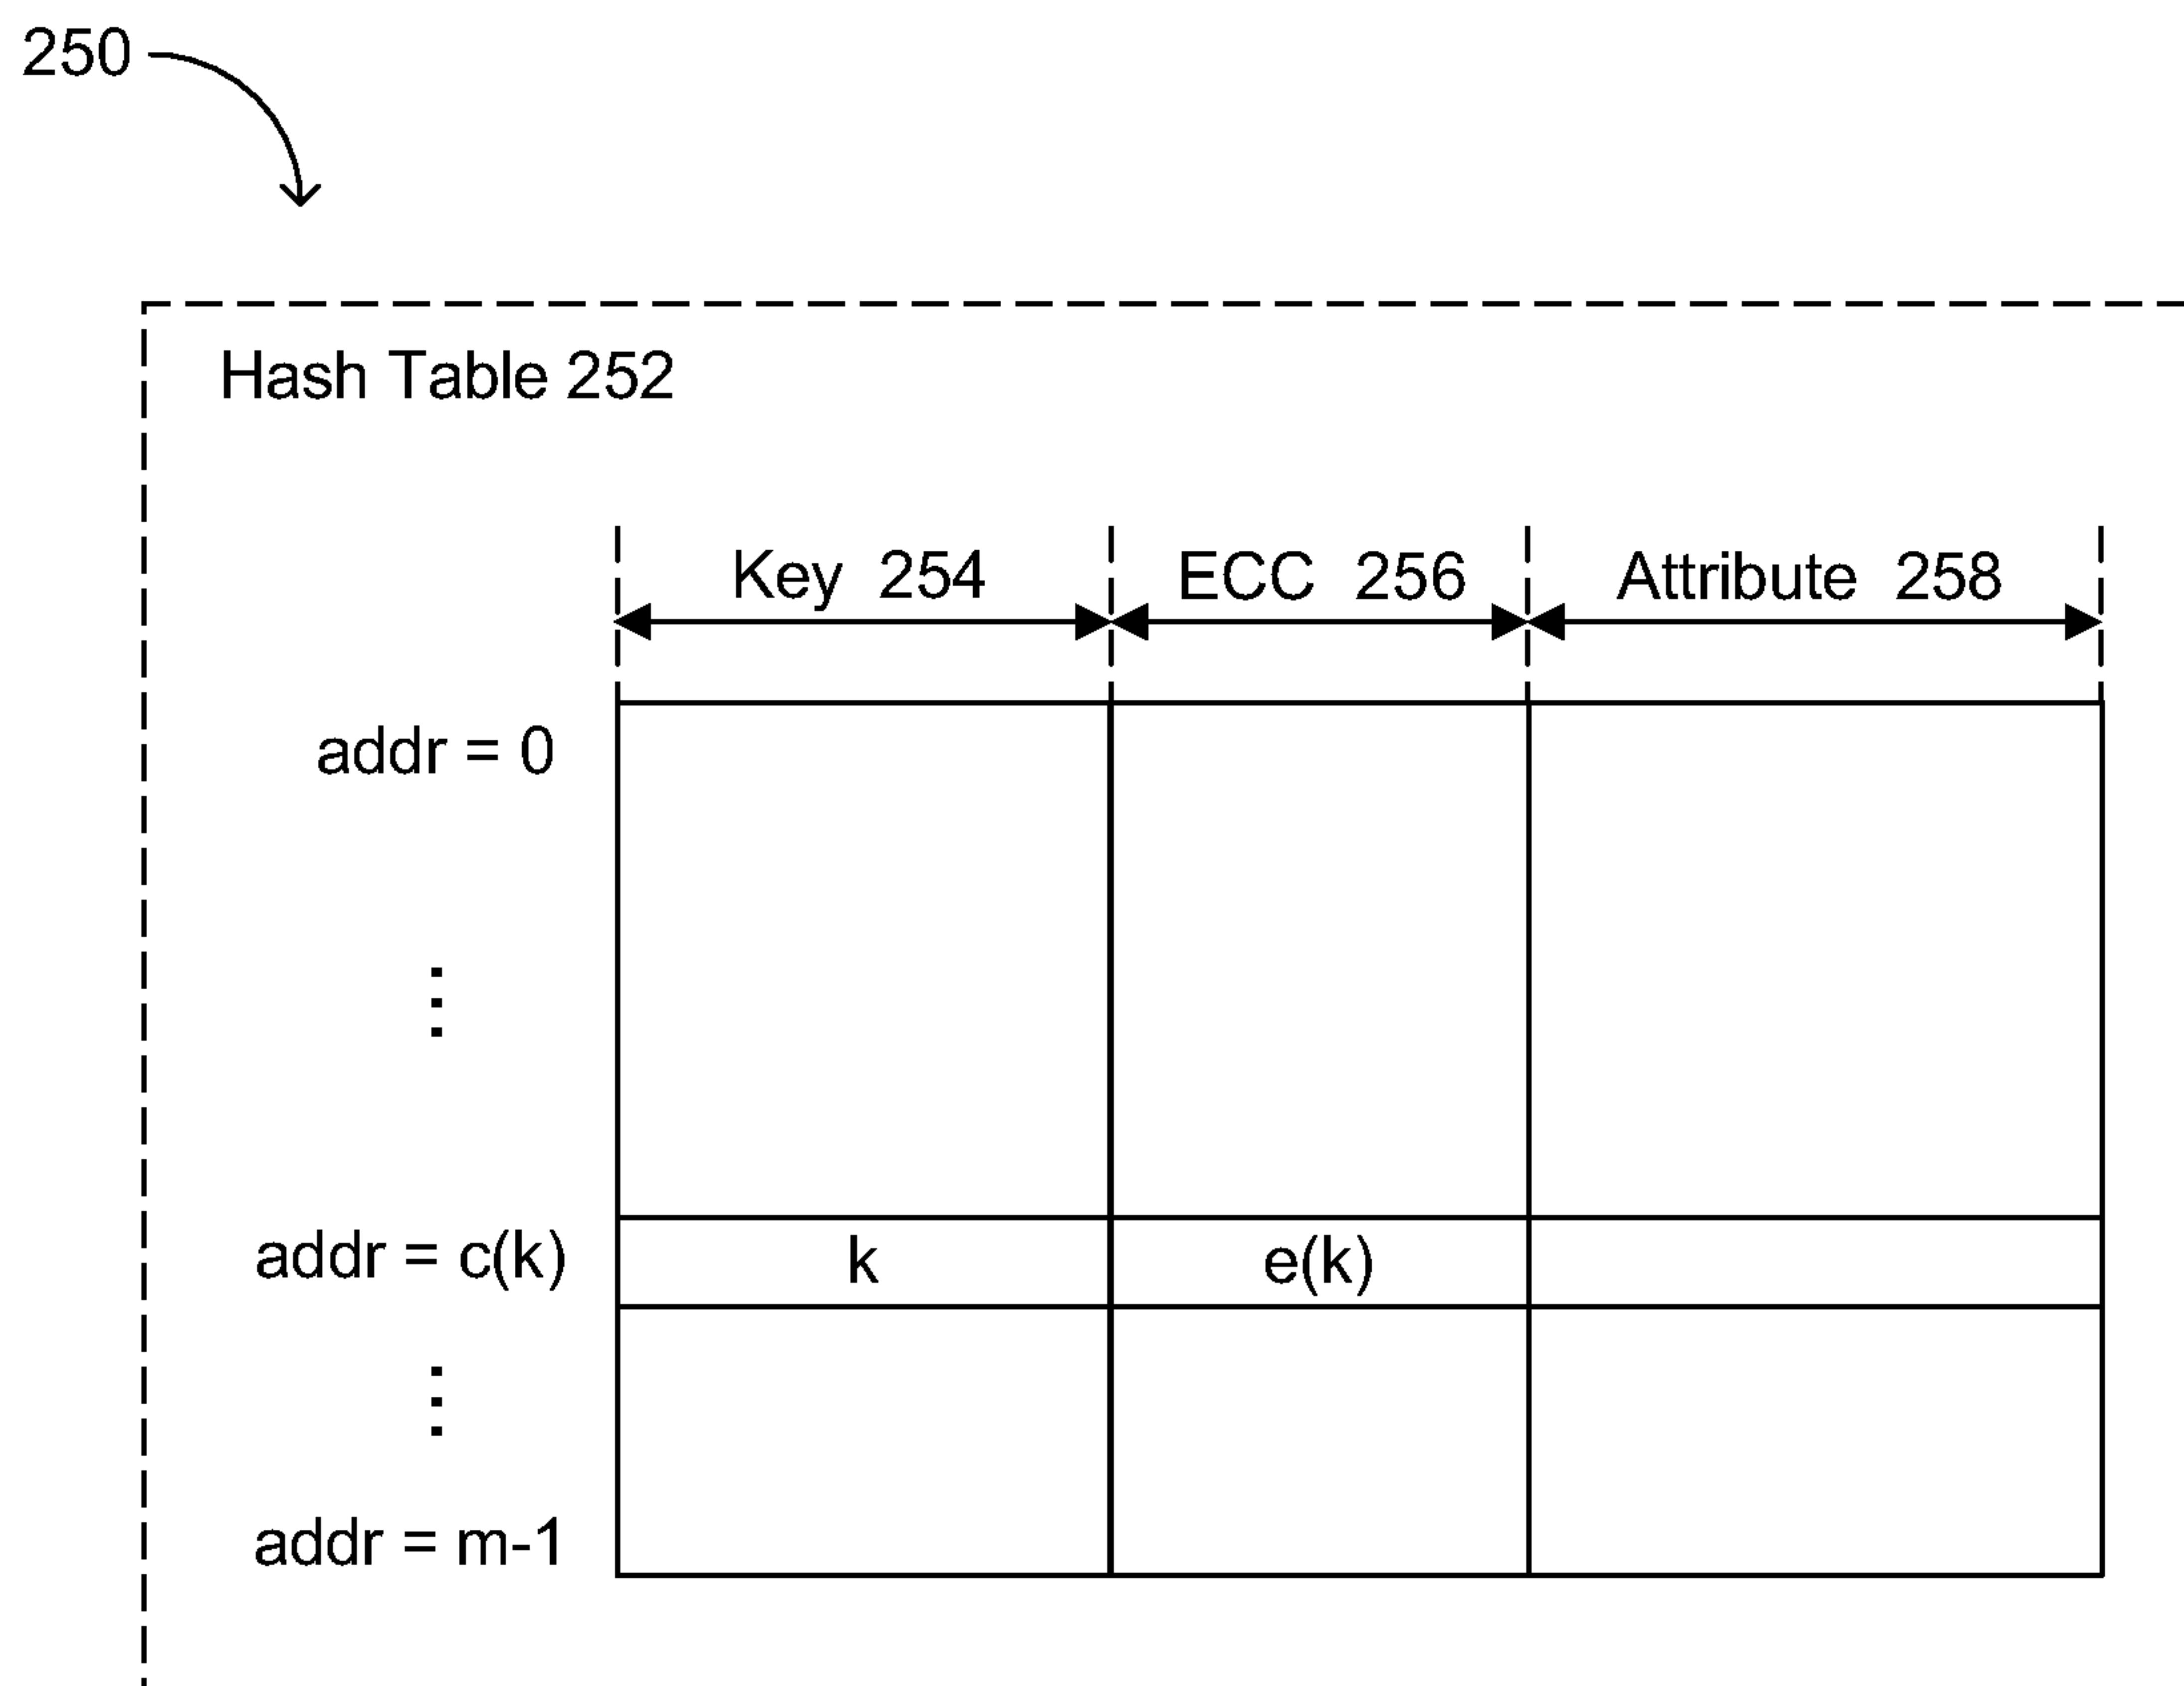 250
Hash Table 252
Key 254 ECC 256 Attribute 258
addr = 0
addr = c(k) k e(k)
addr = m-1